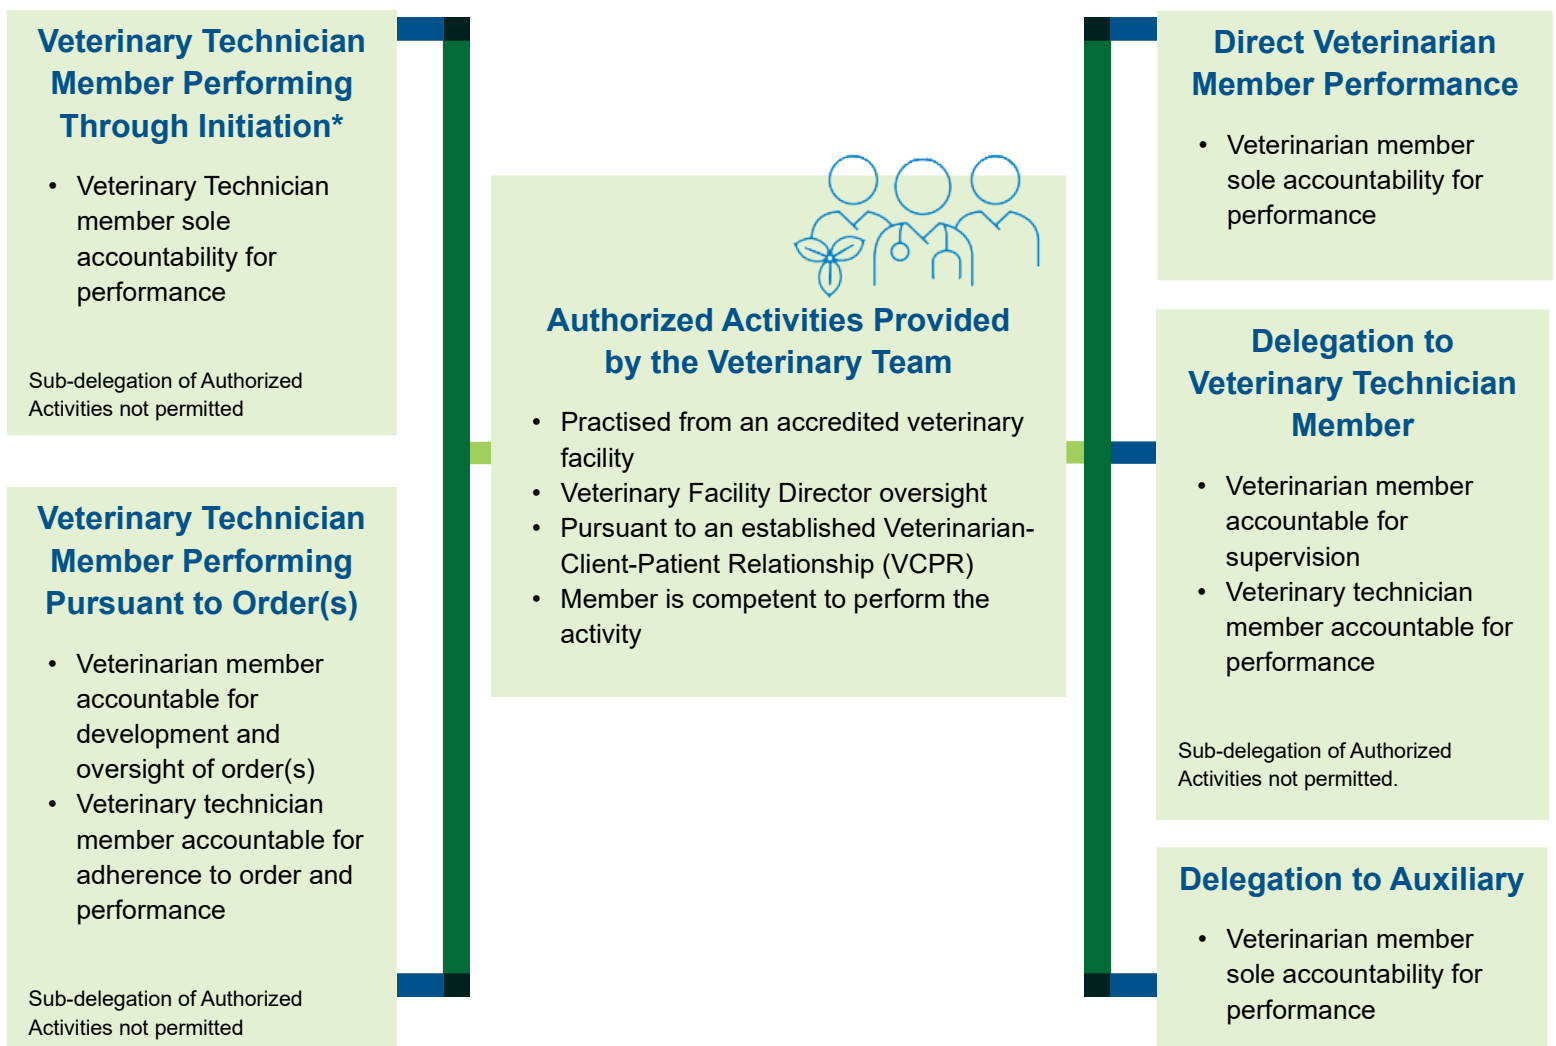 Veterinary Technician
Member Performing
Through Initiation*
• Veterinary Technician
member sole
accountability for
performance
Sub-delegation of Authorized
Activities not permitted
Veterinary Technician
Member Performing
Pursuant to Order(s)
• Veterinarian member
accountable for
development and
oversight of order(s)
• Veterinary technician
member accountable for
adherence to order and
performance
Sub-delegation of Authorized
Activities not permitted
Authorized Activities Provided
by the Veterinary Team
• Practised from an accredited veterinary
facility
• Veterinary Facility Director oversight
• Pursuant to an established Veterinarian-
Client-Patient Relationship (VCPR)
• Member is competent to perform the
activity
Direct Veterinarian
Member Performance
• Veterinarian member
sole accountability for
performance
Delegation to
Veterinary Technician
Member
• Veterinarian member
accountable for
supervision
• Veterinary technician
member accountable for
performance
Sub-delegation of Authorized
Activities not permitted.
Delegation to Auxiliary
• Veterinarian member
sole accountability for
performance